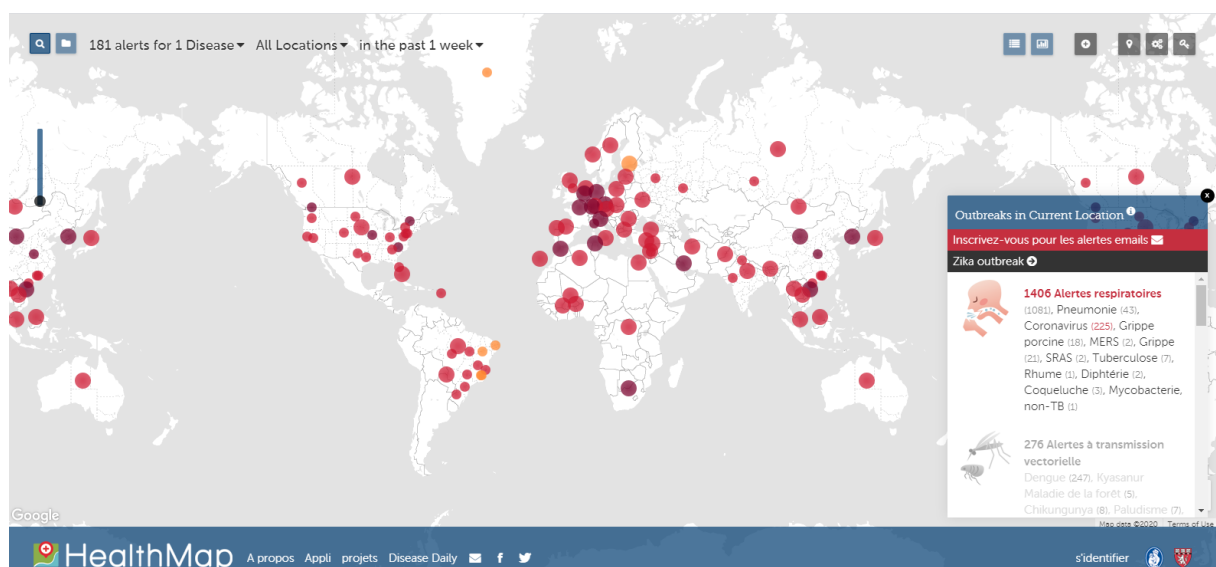 181 alerts for 1 Disease All Locations in the past 1 week
Outbreaks in Current Location
Inscrivez-vous pour les alertes emails
Zika outbreak
1406 Alertes respiratoires
(1081), Pneumonie (43),
Coronavirus (225), Grippe
porcine (18), MERS (2), Grippe
(21), SRAS (2), Tuberculose (7),
Rhume (1), Diphtérie (2),
Coqueluche (3), Mycobacterie,
non-TB (1)
276 Alertes à transmission
vectorielle
Dengue (247), Kyasanur
Maladie de la forêt (5),
Chikungunya (8), Paludisme (7),
Google
Map data ©2020 Terms of Use
HealthMap A propos Appli projets Disease Daily s'identifier